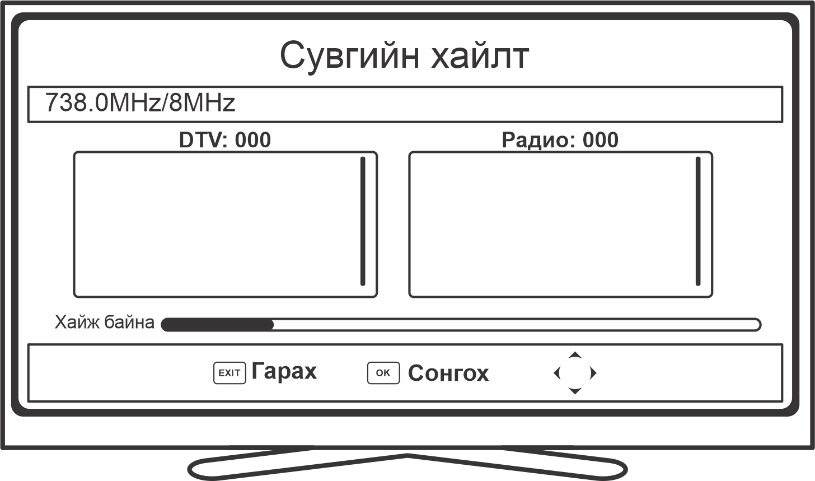 Сувгийн хайлт
738.0MHz/8MHz
DTV: 000 Радио: 000
Хайж байна
EXIT Гарах OK Сонгох